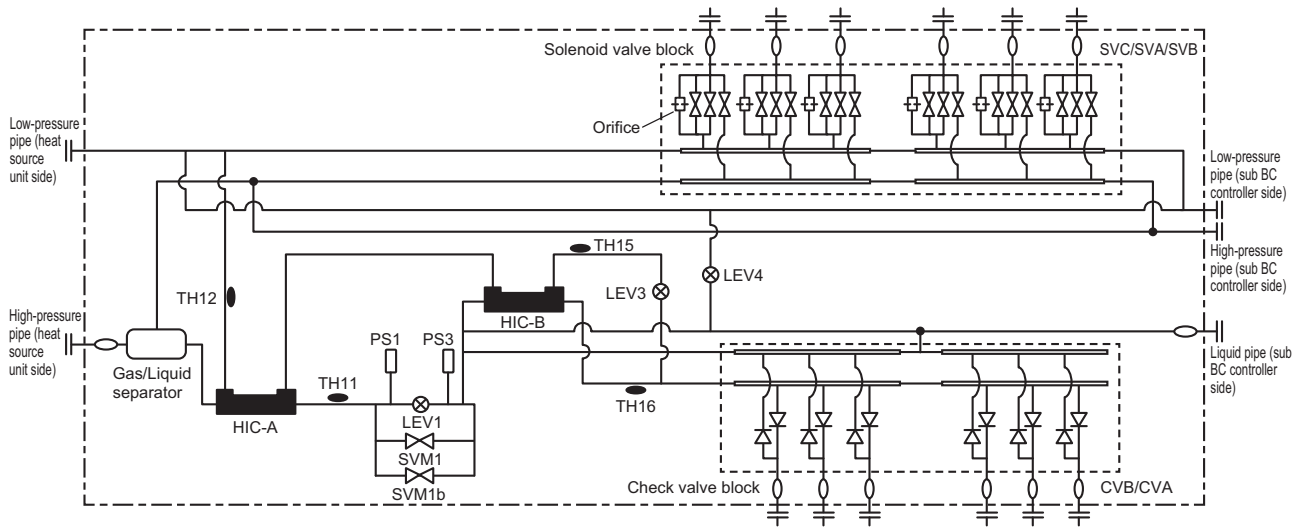 Solenoid valve block
SVC/SVA/SVB
Orifice
Low-pressure
pipe (heat
source
unit side)
Low-pressure
pipe (sub BC
controller side)
High-pressure
pipe (sub BC
controller side)
TH15
LEV4
TH12
LEV3
HIC-B
High-pressure
pipe (heat
source
unit side)
PS1
PS3
Liquid pipe (sub
BC controller
side)
Gas/Liquid
separator
TH11
TH16
HIC-A
LEV1
SVM1
SVM1b
Check valve block
CVB/CVA